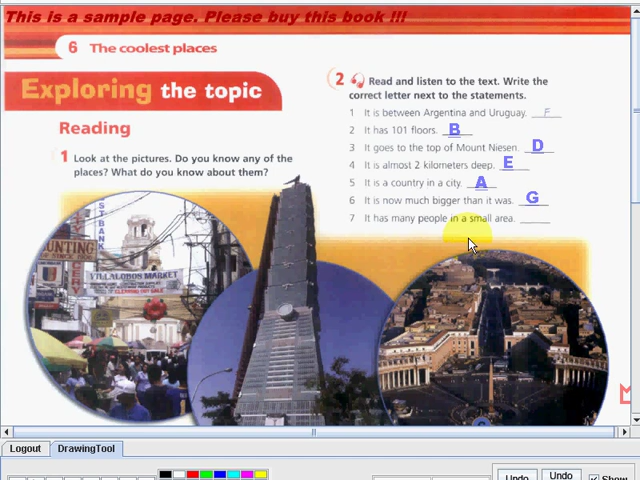 This is a sample page. Please buy this book !!!
6 The coolest places
Exploring the topic
Reading
1 Look at the pictures. Do you know any of the
places? What do you know about them?
2 Read and listen to the text. Write the
correct letter next to the statements.
1 It is between Argentina and Uruguay. F
2 It has 101 floors. B
3 It goes to the top of Mount Niesen. D
4 It is almost 2 kilometers deep. E
5 It is a country in a city. A
6 It is now much bigger than it was. G
7 It has many people in a small area.
ST BANK
HUNTING
VILLALOBOS MARKET
Logout
DrawingTool
Undo
Undo
Show